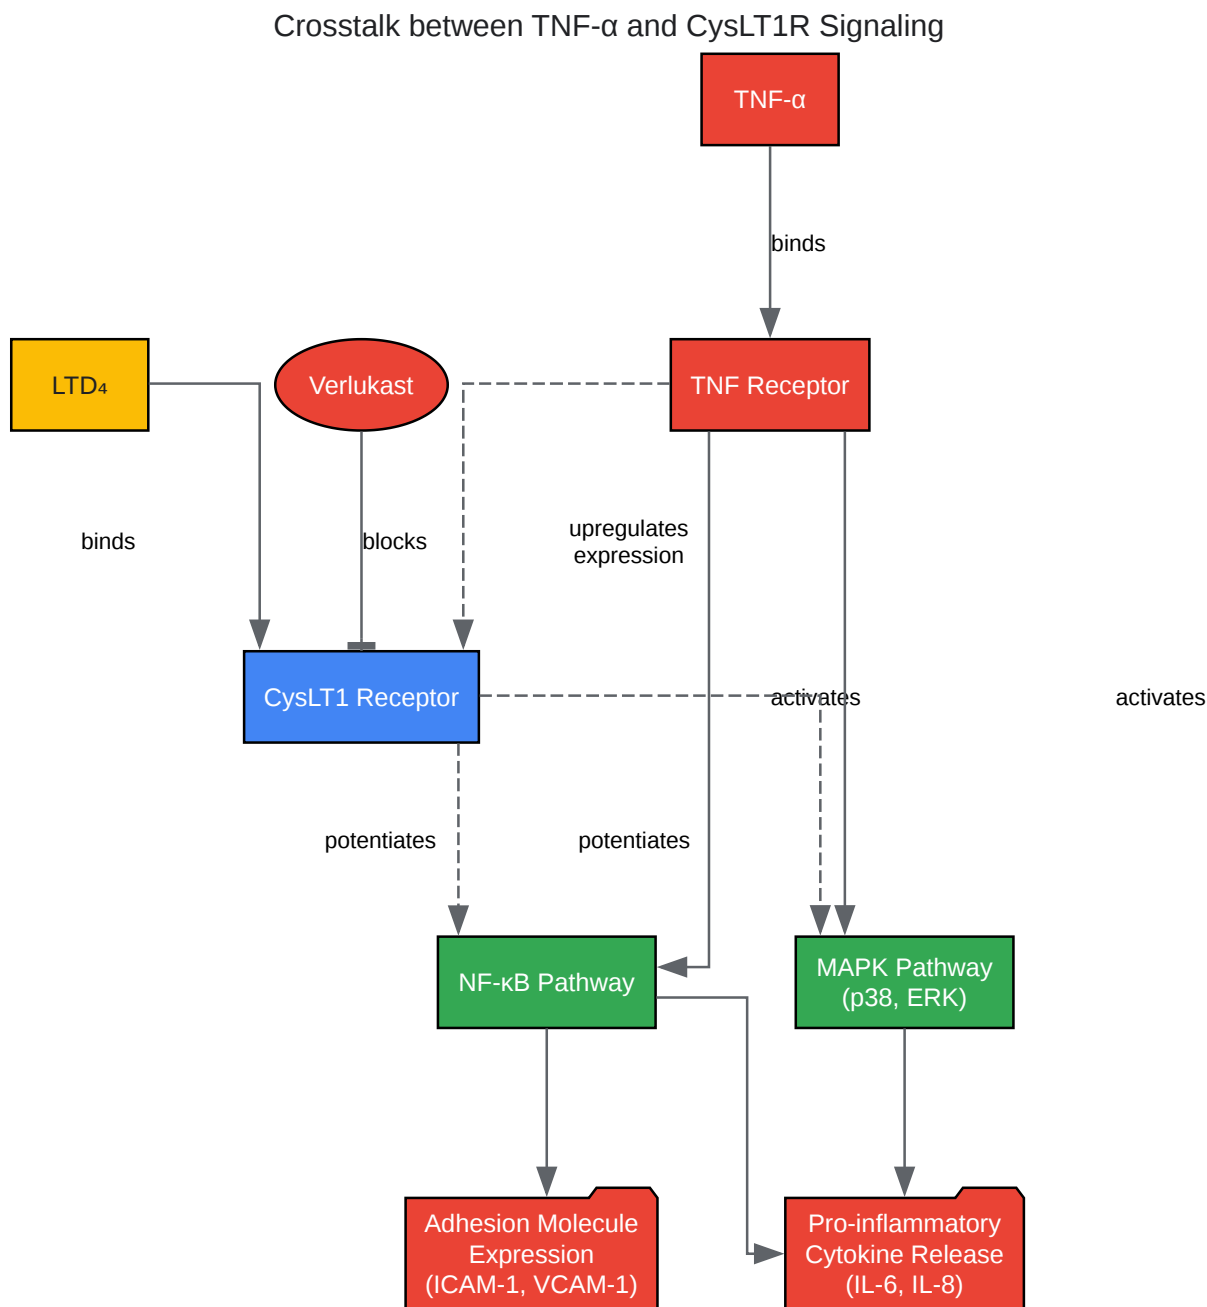 Crosstalk between TNF-α and CysLT1R Signaling
TNF-α
binds
LTD₄
Verlukast
TNF Receptor
binds
blocks
upregulates
expression
CysLT1 Receptor
activates
activates
potentiates
potentiates
NF-κB Pathway
MAPK Pathway
(p38, ERK)
Adhesion Molecule
Expression
(ICAM-1, VCAM-1)
Pro-inflammatory
Cytokine Release
(IL-6, IL-8)